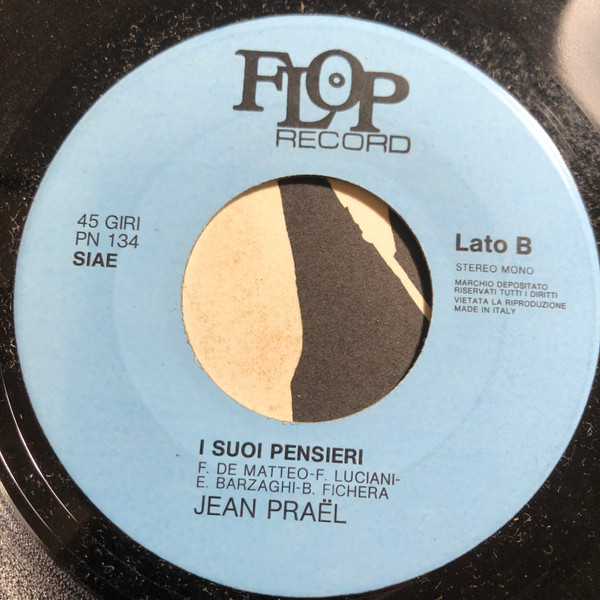 FLOP
RECORD
45 GIRI
PN 134
SIAE
Lato B
STEREO MONO
MARCHIO DEPOSITATO
RISERVATI TUTTI I DIRITTI
VIETATA LA RIPRODUZIONE
MADE IN ITALY
I SUOI PENSIERI
F. DE MATTEO-F. LUCIANI-
E. BARZAGHI-B. FICHERA
JEAN PRAËL